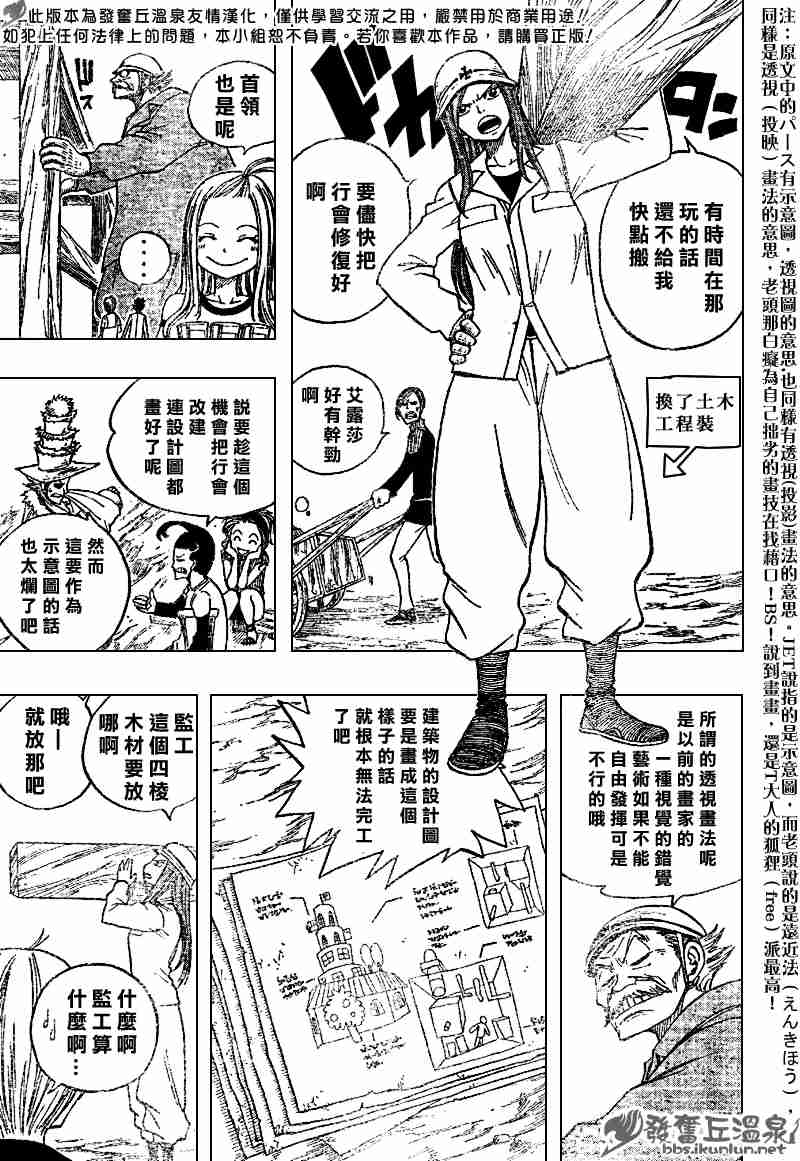 此版本為發奮丘溫泉友情漢化，僅供學習交流之用，嚴禁用於商業用途！
如犯上任何法律上的問題，本小組恕不負責。若你喜歡本作品，請購買正版！
注：原文中的パース有示意圖，透視圖的意思也同樣有透視(投影)畫法的意思。JET說指的是示意圖，而老頭說的是遠近法（えんきほう），
同樣是透視（投映）畫法的意思，老頭那白癡為自己拙劣的畫技在找藉口！BS！說到畫畫，還是T大人的狐狸（free）派最高！
ドドォン
有時間在那
玩的話
還不給我
快點搬
要儘快把
行會修復好
啊
換了土木
工程裝
艾露莎
好有幹勁
啊
首領
也是呢
⋯
說要趁這個
機會把行會
改建
連設計圖都
畫好了呢
然而
這要作為
示意圖的話
也太爛了吧
所謂的透視畫法呢
是以前的畫家的
一種視覺的錯覺
藝術如果不能
自由發揮可是
不行的哦
建築物的設計圖
要是畫成這個
樣子的話
就根本無法完工
了吧
監工
這個四棱
木材要放
哪啊
哦—
就放那吧
什麼啊
監工算
什麼啊…
發奮丘溫泉
bbs.ikunlun.net